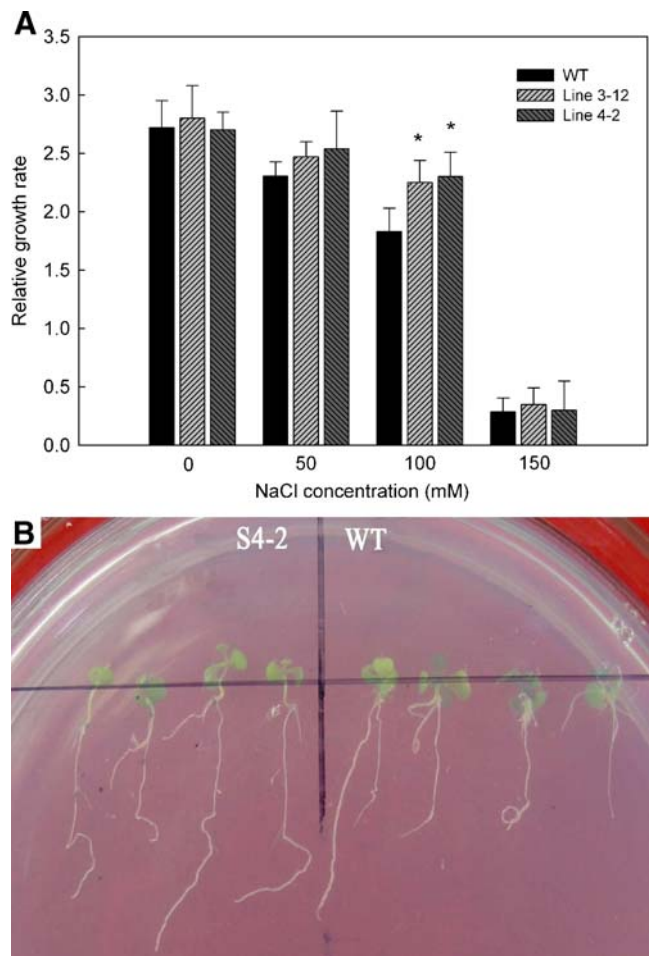 A
3.5
3.0
2.5
2.0
1.5
1.0
0.5
0.0
Relative growth rate
WT
Line 3-12
Line 4-2
* *
0 50 100 150
NaCl concentration (mM)
B
S4-2 WT